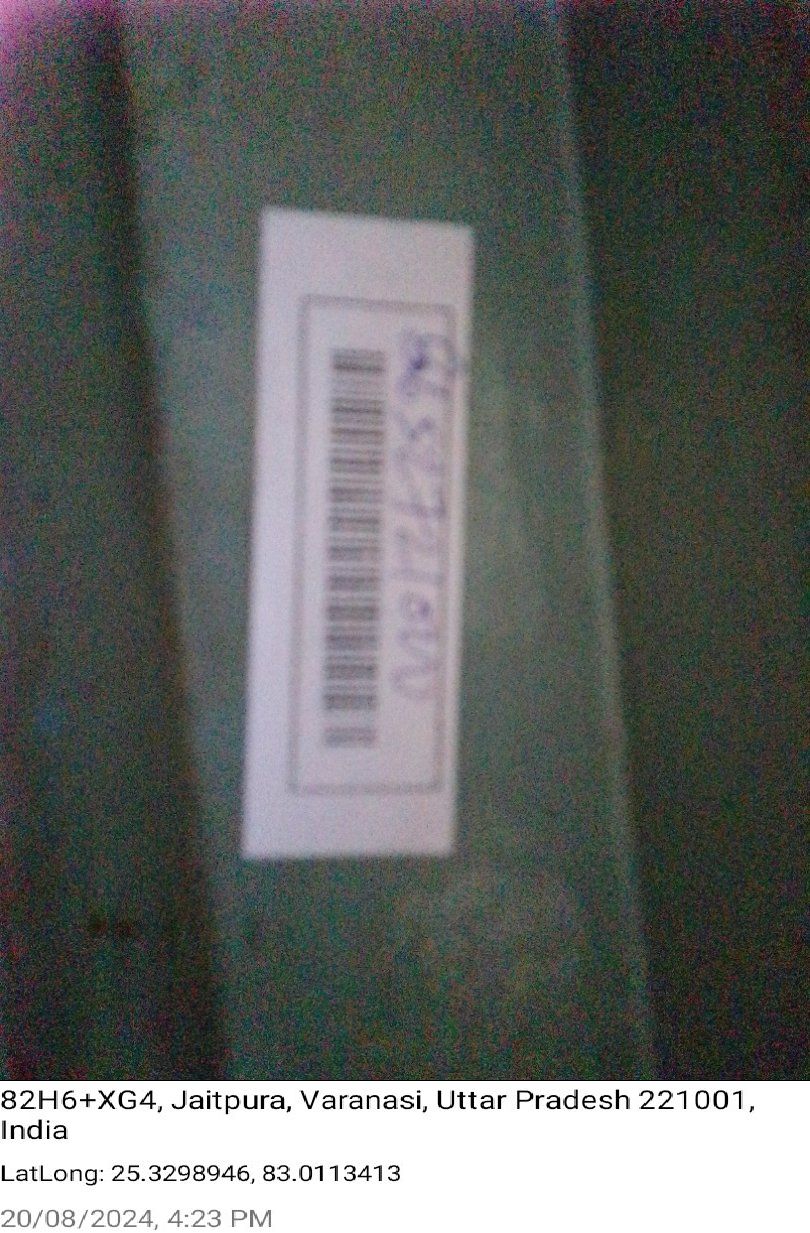 82H6+XG4, Jaitpura, Varanasi, Uttar Pradesh 221001,
India
LatLong: 25.3298946, 83.0113413
20/08/2024, 4:23 PM